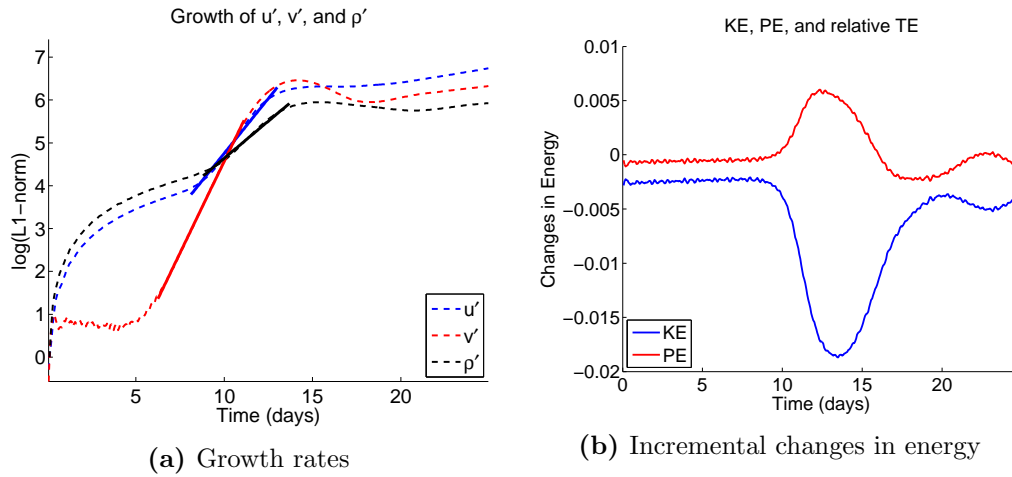 Growth of u′, v′, and ρ′
7
6
5
4
3
2
1
0
log(L1−norm)
u′
v′
ρ′
5
10
15
20
Time (days)
(a) Growth rates
KE, PE, and relative TE
0.01
0.005
0
−0.005
−0.01
−0.015
−0.02
Changes in Energy
KE
PE
0
5
10
15
20
Time (days)
(b) Incremental changes in energy